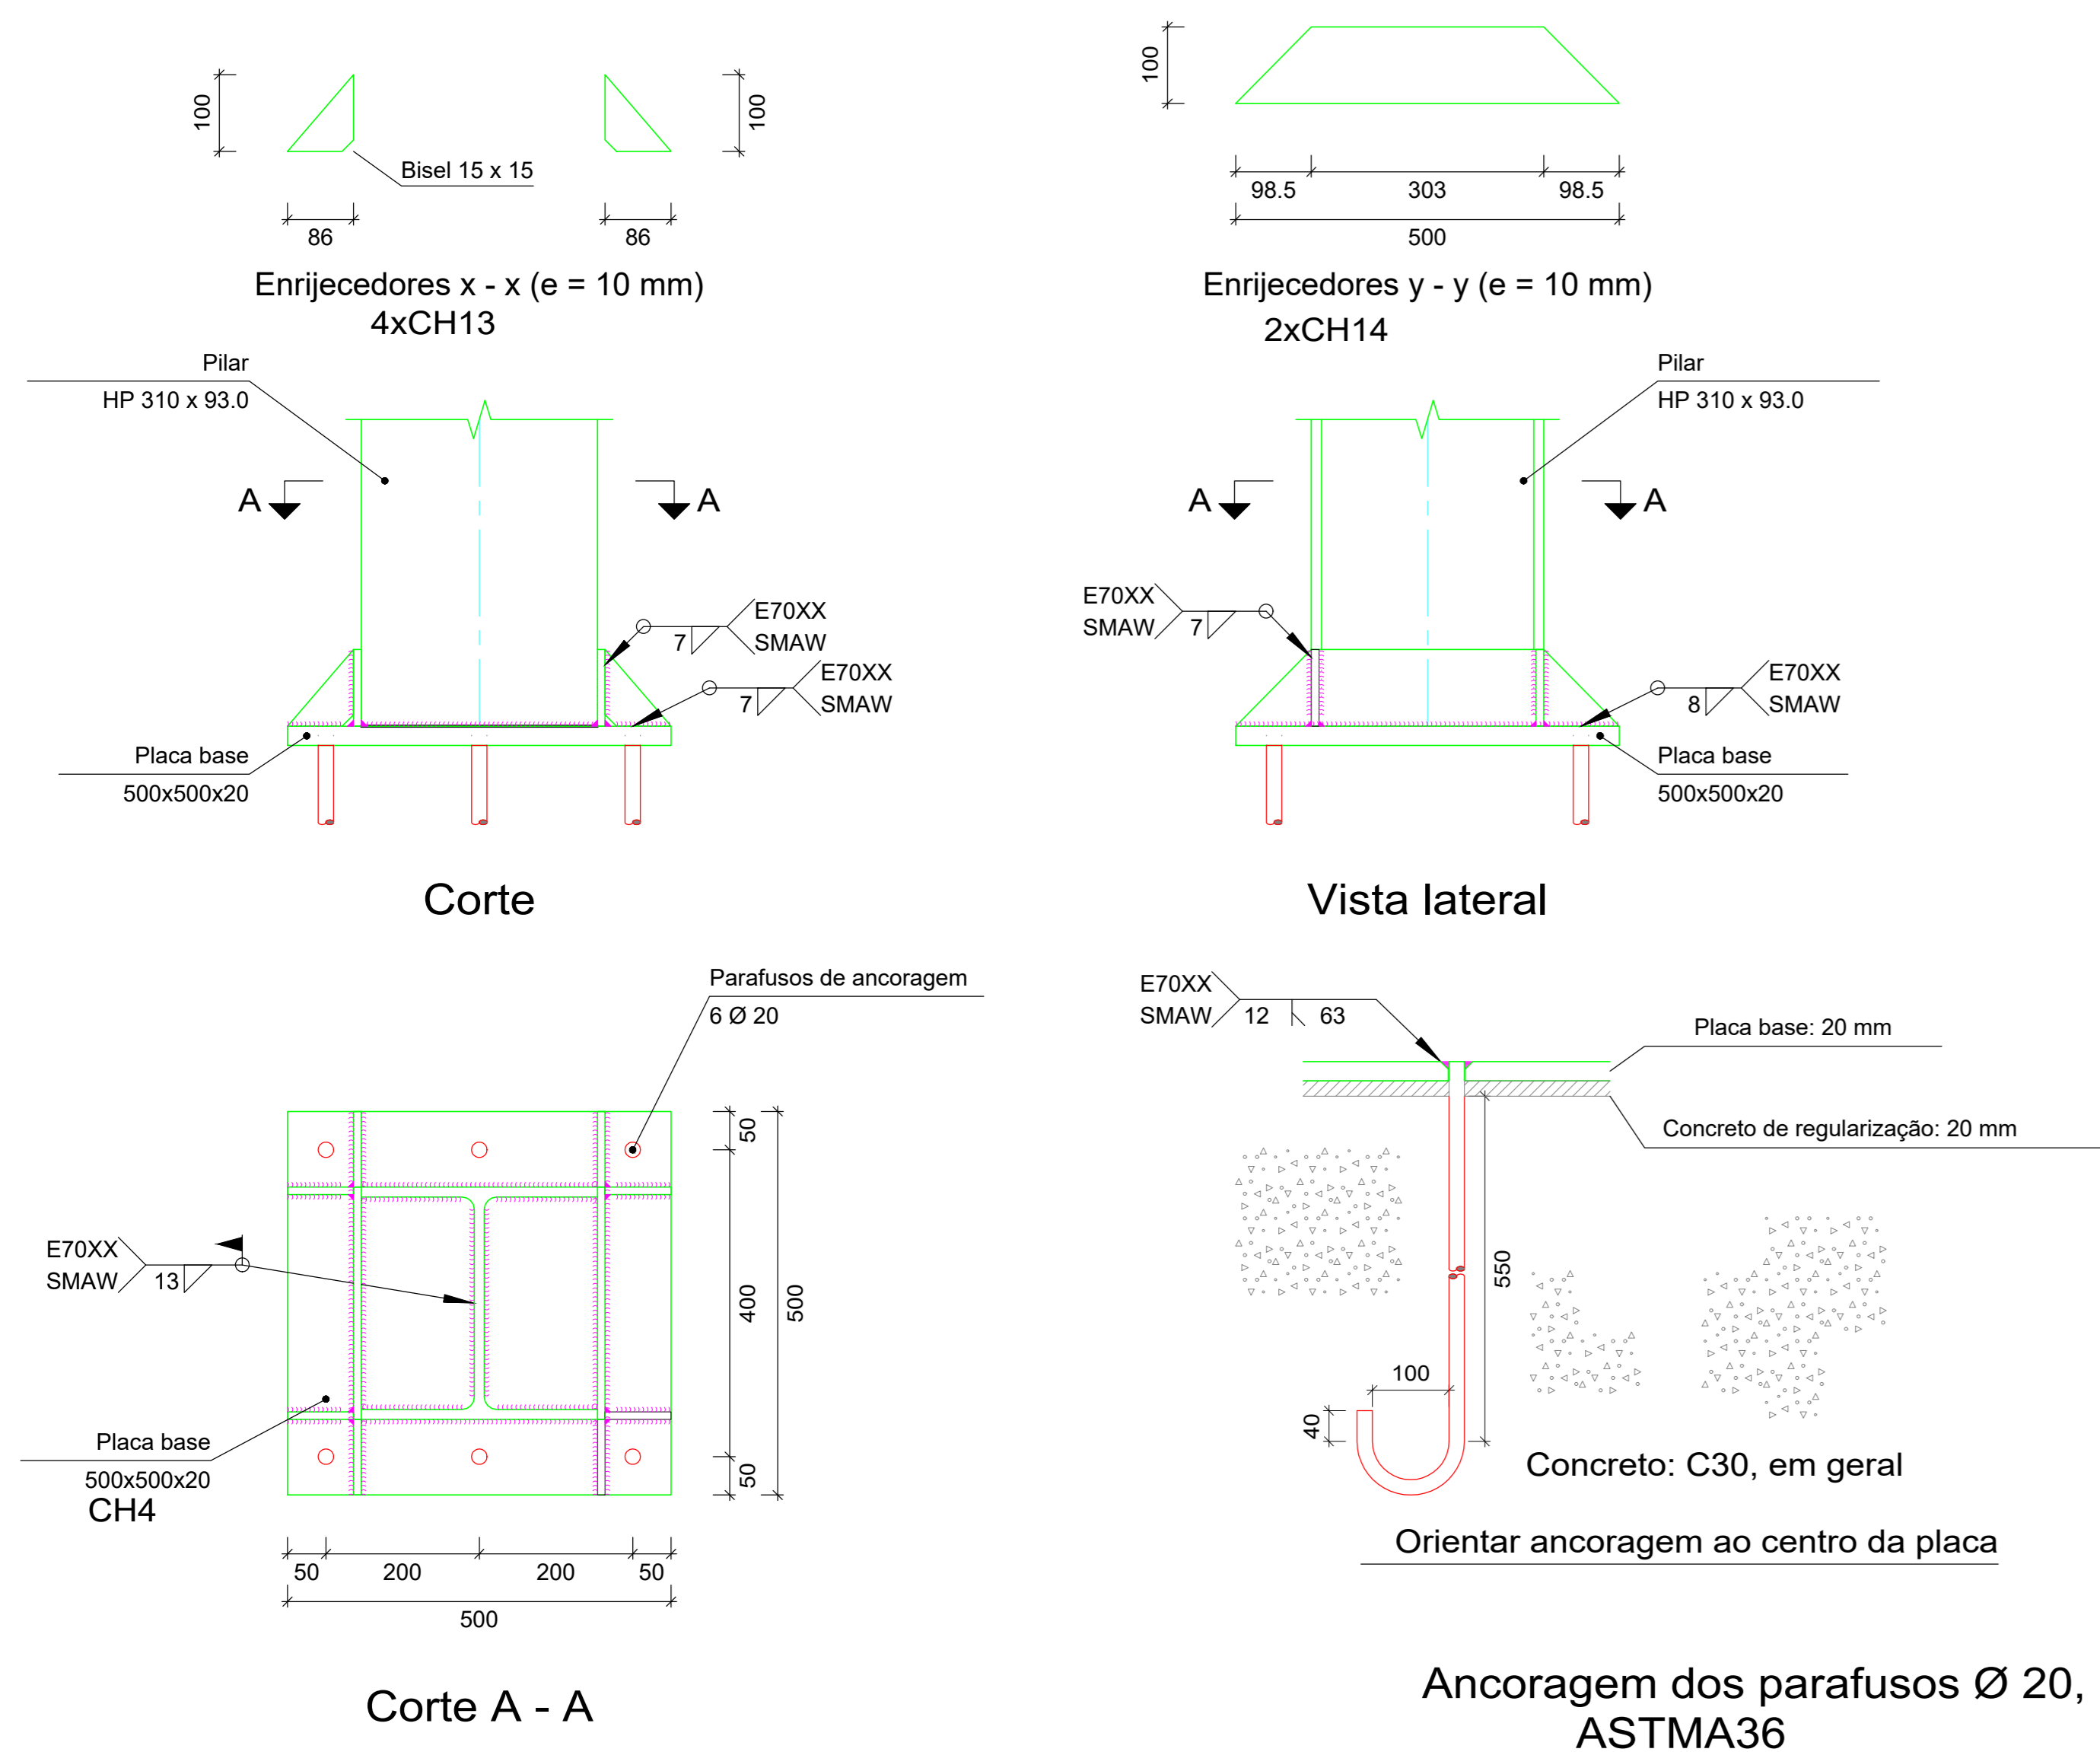 100
100
Bisel 15 x 15
86
86
Enrijecedores x - x (e = 10 mm)
4xCH13
100
98.5
303
98.5
500
Enrijecedores y - y (e = 10 mm)
2xCH14
Pilar
HP 310 x 93.0
A
A
E70XX
SMAW
7
E70XX
SMAW
7
Placa base
500x500x20
Corte
Pilar
HP 310 x 93.0
A
A
E70XX
SMAW
7
E70XX
SMAW
8
Placa base
500x500x20
Vista lateral
Parafusos de ancoragem
6 Ø 20
50
400
500
50
E70XX
SMAW
13
Placa base
500x500x20
CH4
50
200
200
50
500
Corte A - A
E70XX
SMAW
12
63
Placa base: 20 mm
Concreto de regularização: 20 mm
550
100
40
Concreto: C30, em geral
Orientar ancoragem ao centro da placa
Ancoragem dos parafusos Ø 20,
ASTMA36